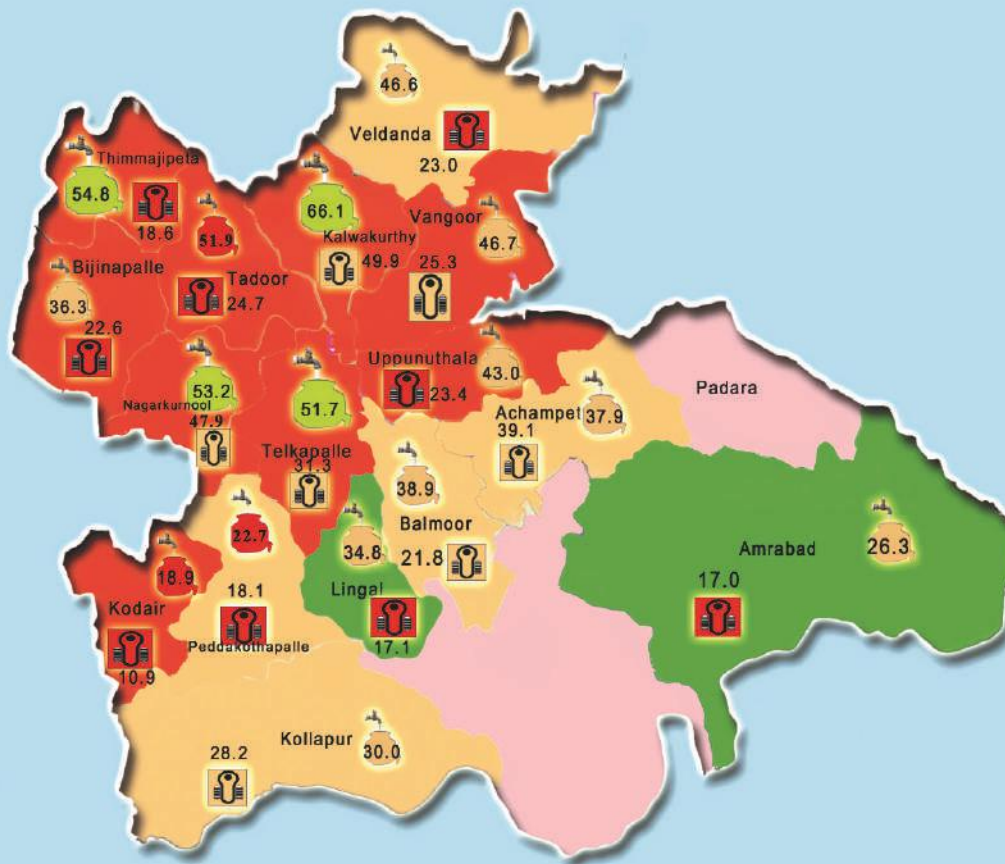 46.6
Veldanda
23.0
Thimmajipeta
54.8
18.6
51.9
66.1
Kalwakurthy
49.9
Vangoor
46.7
25.3
Bijinapalle
36.3
22.6
Tadoor
24.7
Uppunuthala
43.0
23.4
53.2
Nagarkurnool
47.9
51.7
Telkapalle
31.3
Achampet
37.9
39.1
Padara
38.9
Balmoor
21.8
22.7
34.8
Lingal
17.1
Amrabad
26.3
17.0
18.9
Kodair
10.9
18.1
Peddakothapalle
Kollapur
30.0
28.2